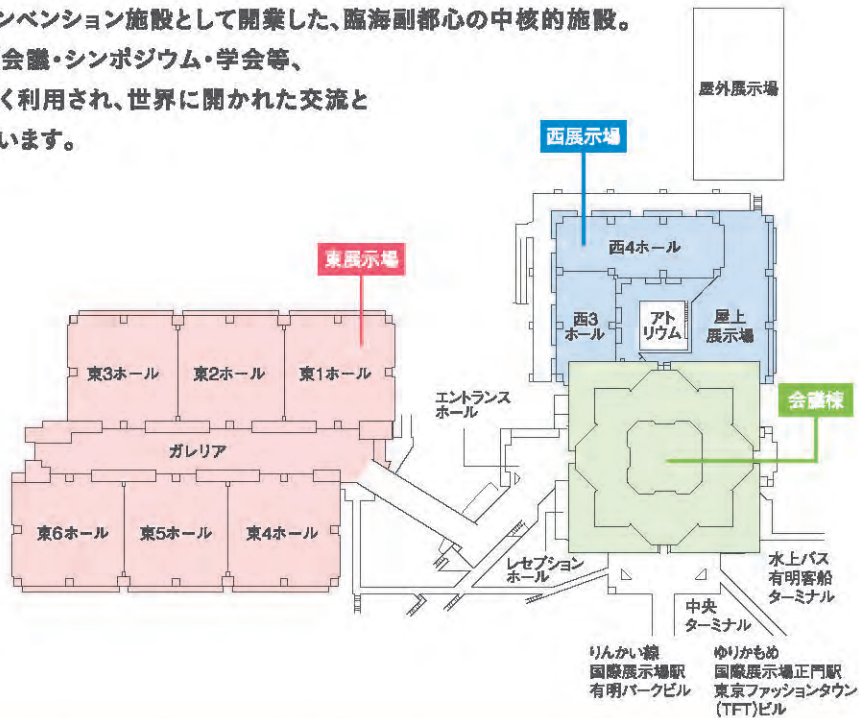 ンベンション施設として開業した、臨海副都心の中核的施設。
会議・シンポジウム・学会等、
く利用され、世界に開かれた交流と
います。
屋外展示場
西展示場
西4ホール
東展示場
西3
ホール
アト
リウム
屋上
展示場
東3ホール
東2ホール
東1ホール
会議棟
エントランス
ホール
ガレリア
東6ホール
東5ホール
東4ホール
レセプション
ホール
水上バス
有明客船
ターミナル
中央
ターミナル
りんかい線
国際展示場駅
有明パークビル
ゆりかもめ
国際展示場正門駅
東京ファッションタウン
(TFT)ビル